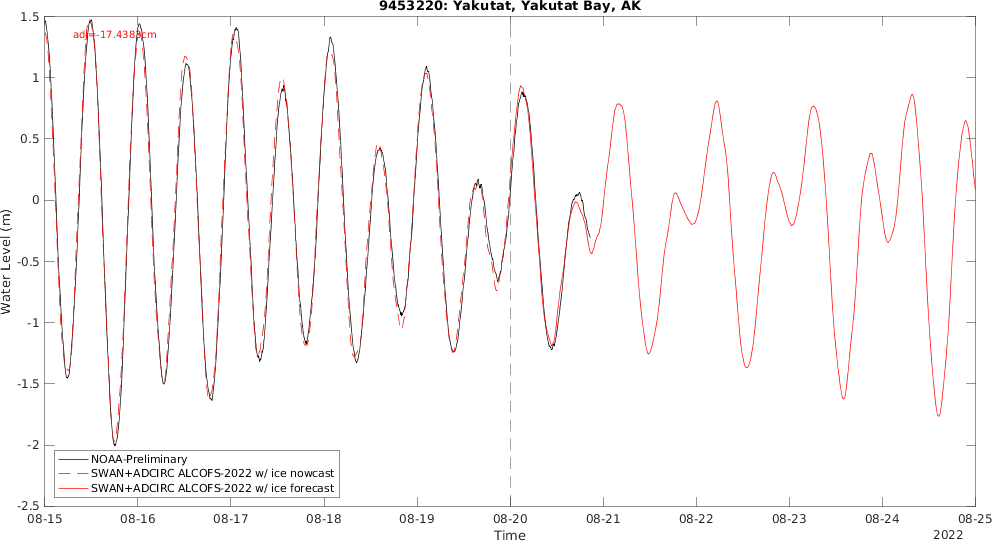 9453220: Yakutat, Yakutat Bay, AK
adj=-17.4383cm
1.5
1
0.5
0
-0.5
-1
-1.5
-2
-2.5
Water Level (m)
NOAA-Preliminary
SWAN+ADCIRC ALCOFS-2022 w/ ice nowcast
SWAN+ADCIRC ALCOFS-2022 w/ ice forecast
08-15 08-16 08-17 08-18 08-19 08-20 08-21 08-22 08-23 08-24 08-25
Time
2022